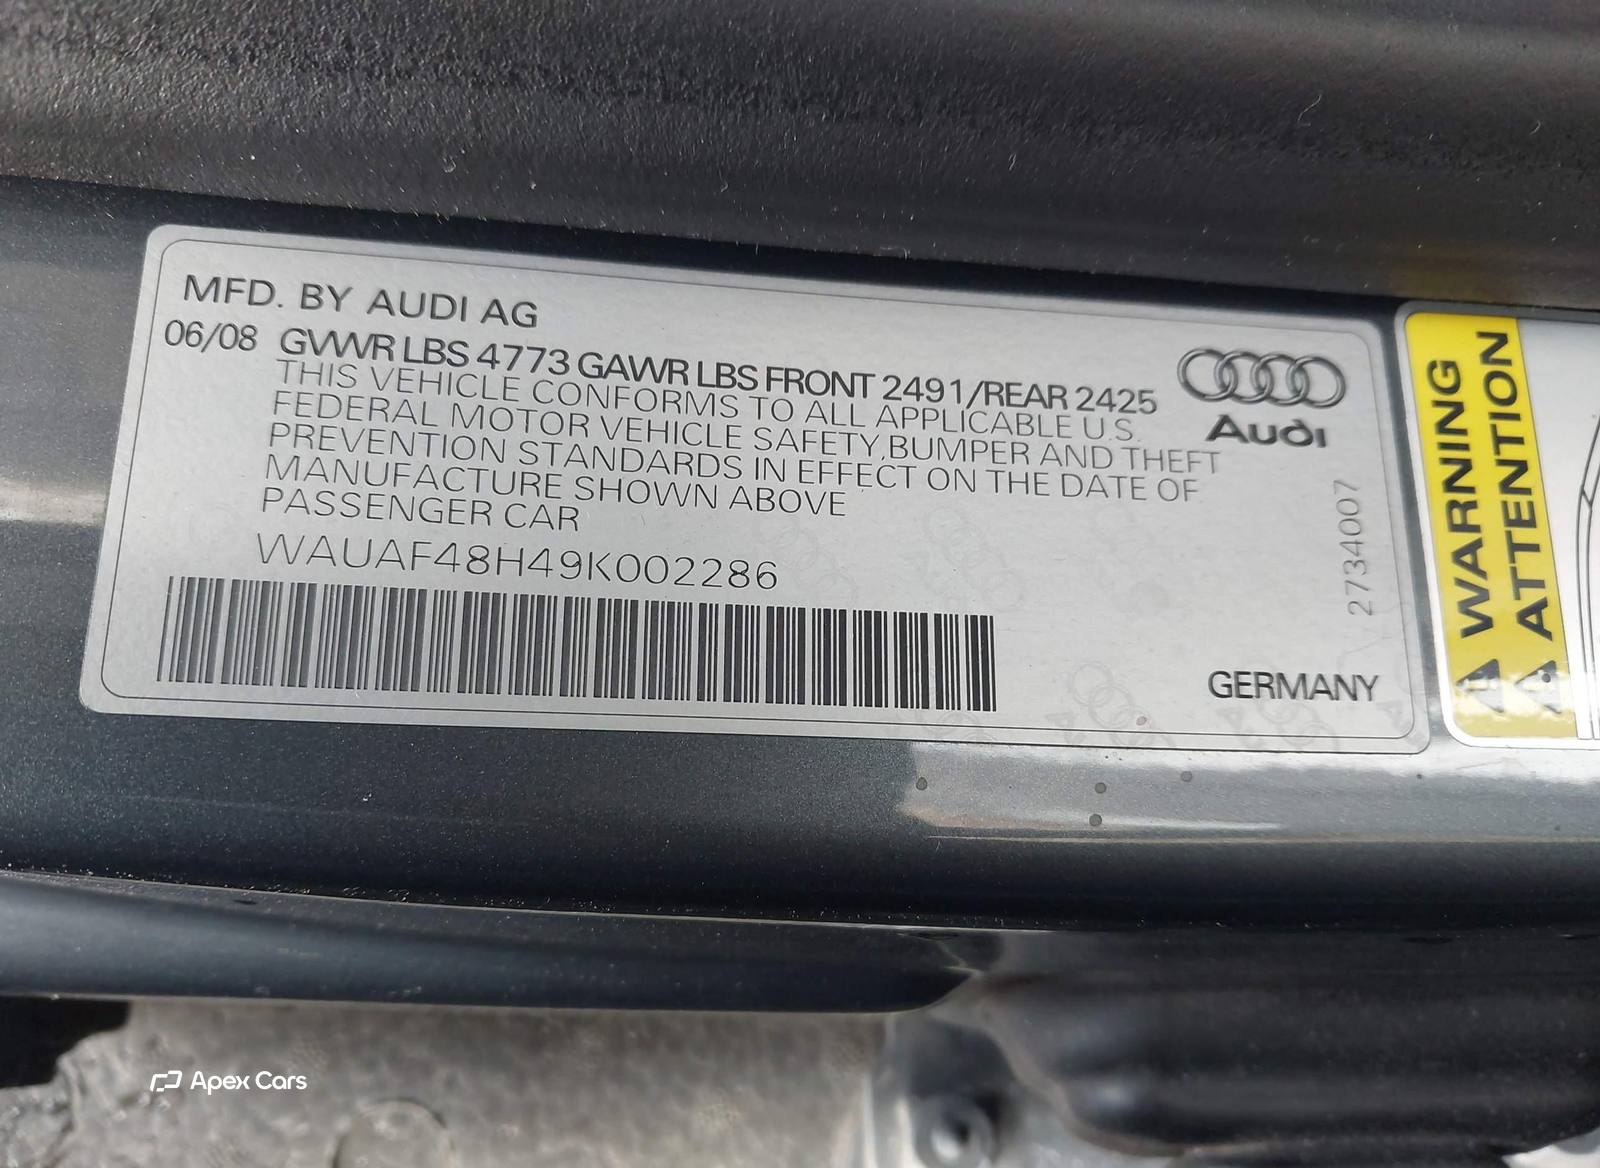 MFD. BY AUDI AG
06/08 GVWR LBS 4773 GAWR LBS FRONT 2491/REAR 2425
THIS VEHICLE CONFORMS TO ALL APPLICABLE U.S.
FEDERAL MOTOR VEHICLE SAFETY,BUMPER AND THEFT
PREVENTION STANDARDS IN EFFECT ON THE DATE OF
MANUFACTURE SHOWN ABOVE
PASSENGER CAR
WAUAF48H49K002286
Audi
2734007
GERMANY
WARNING
ATTENTION
Apex Cars